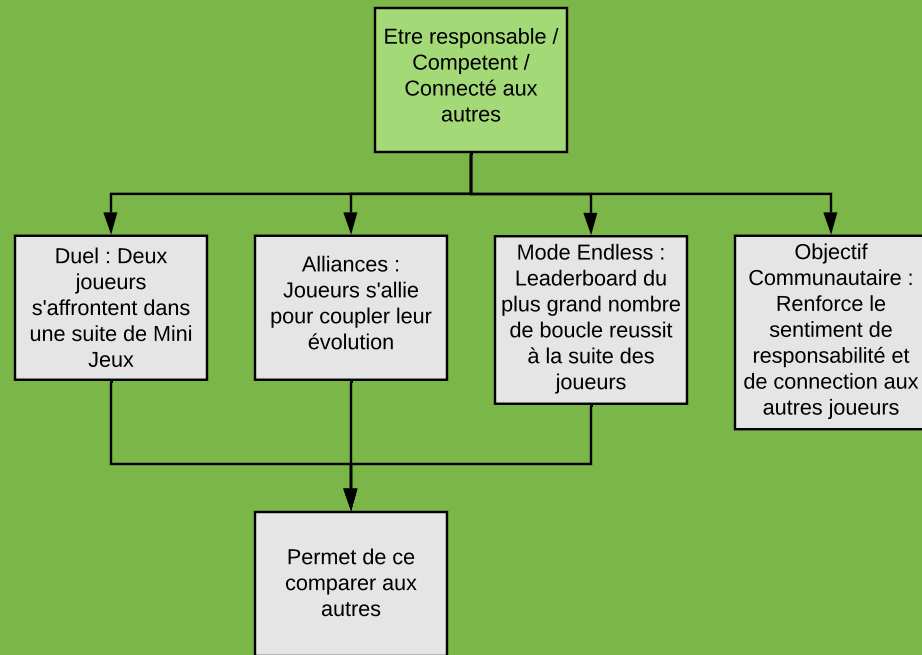 Etre responsable /
Competent /
Connecté aux
autres
Duel : Deux
joueurs
s'affrontent dans
une suite de Mini
Jeux
Alliances :
Joueurs s'allie
pour coupler leur
évolution
Mode Endless :
Leaderboard du
plus grand nombre
de boucle reussit
à la suite des
joueurs
Objectif
Communautaire :
Renforce le
sentiment de
responsabilité et
de connection aux
autres joueurs
Permet de ce
comparer aux
autres